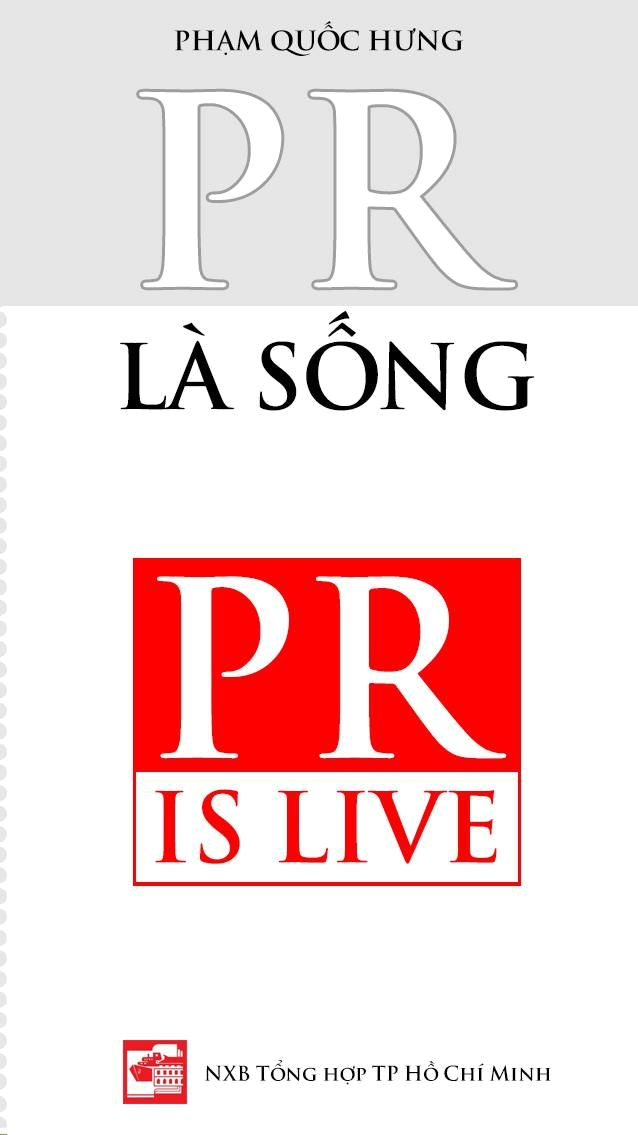 PHẠM QUỐC HƯNG
PR
LÀ SỐNG
PR
IS LIVE
NXB TỔNG HỢP TP HỒ CHÍ MINH